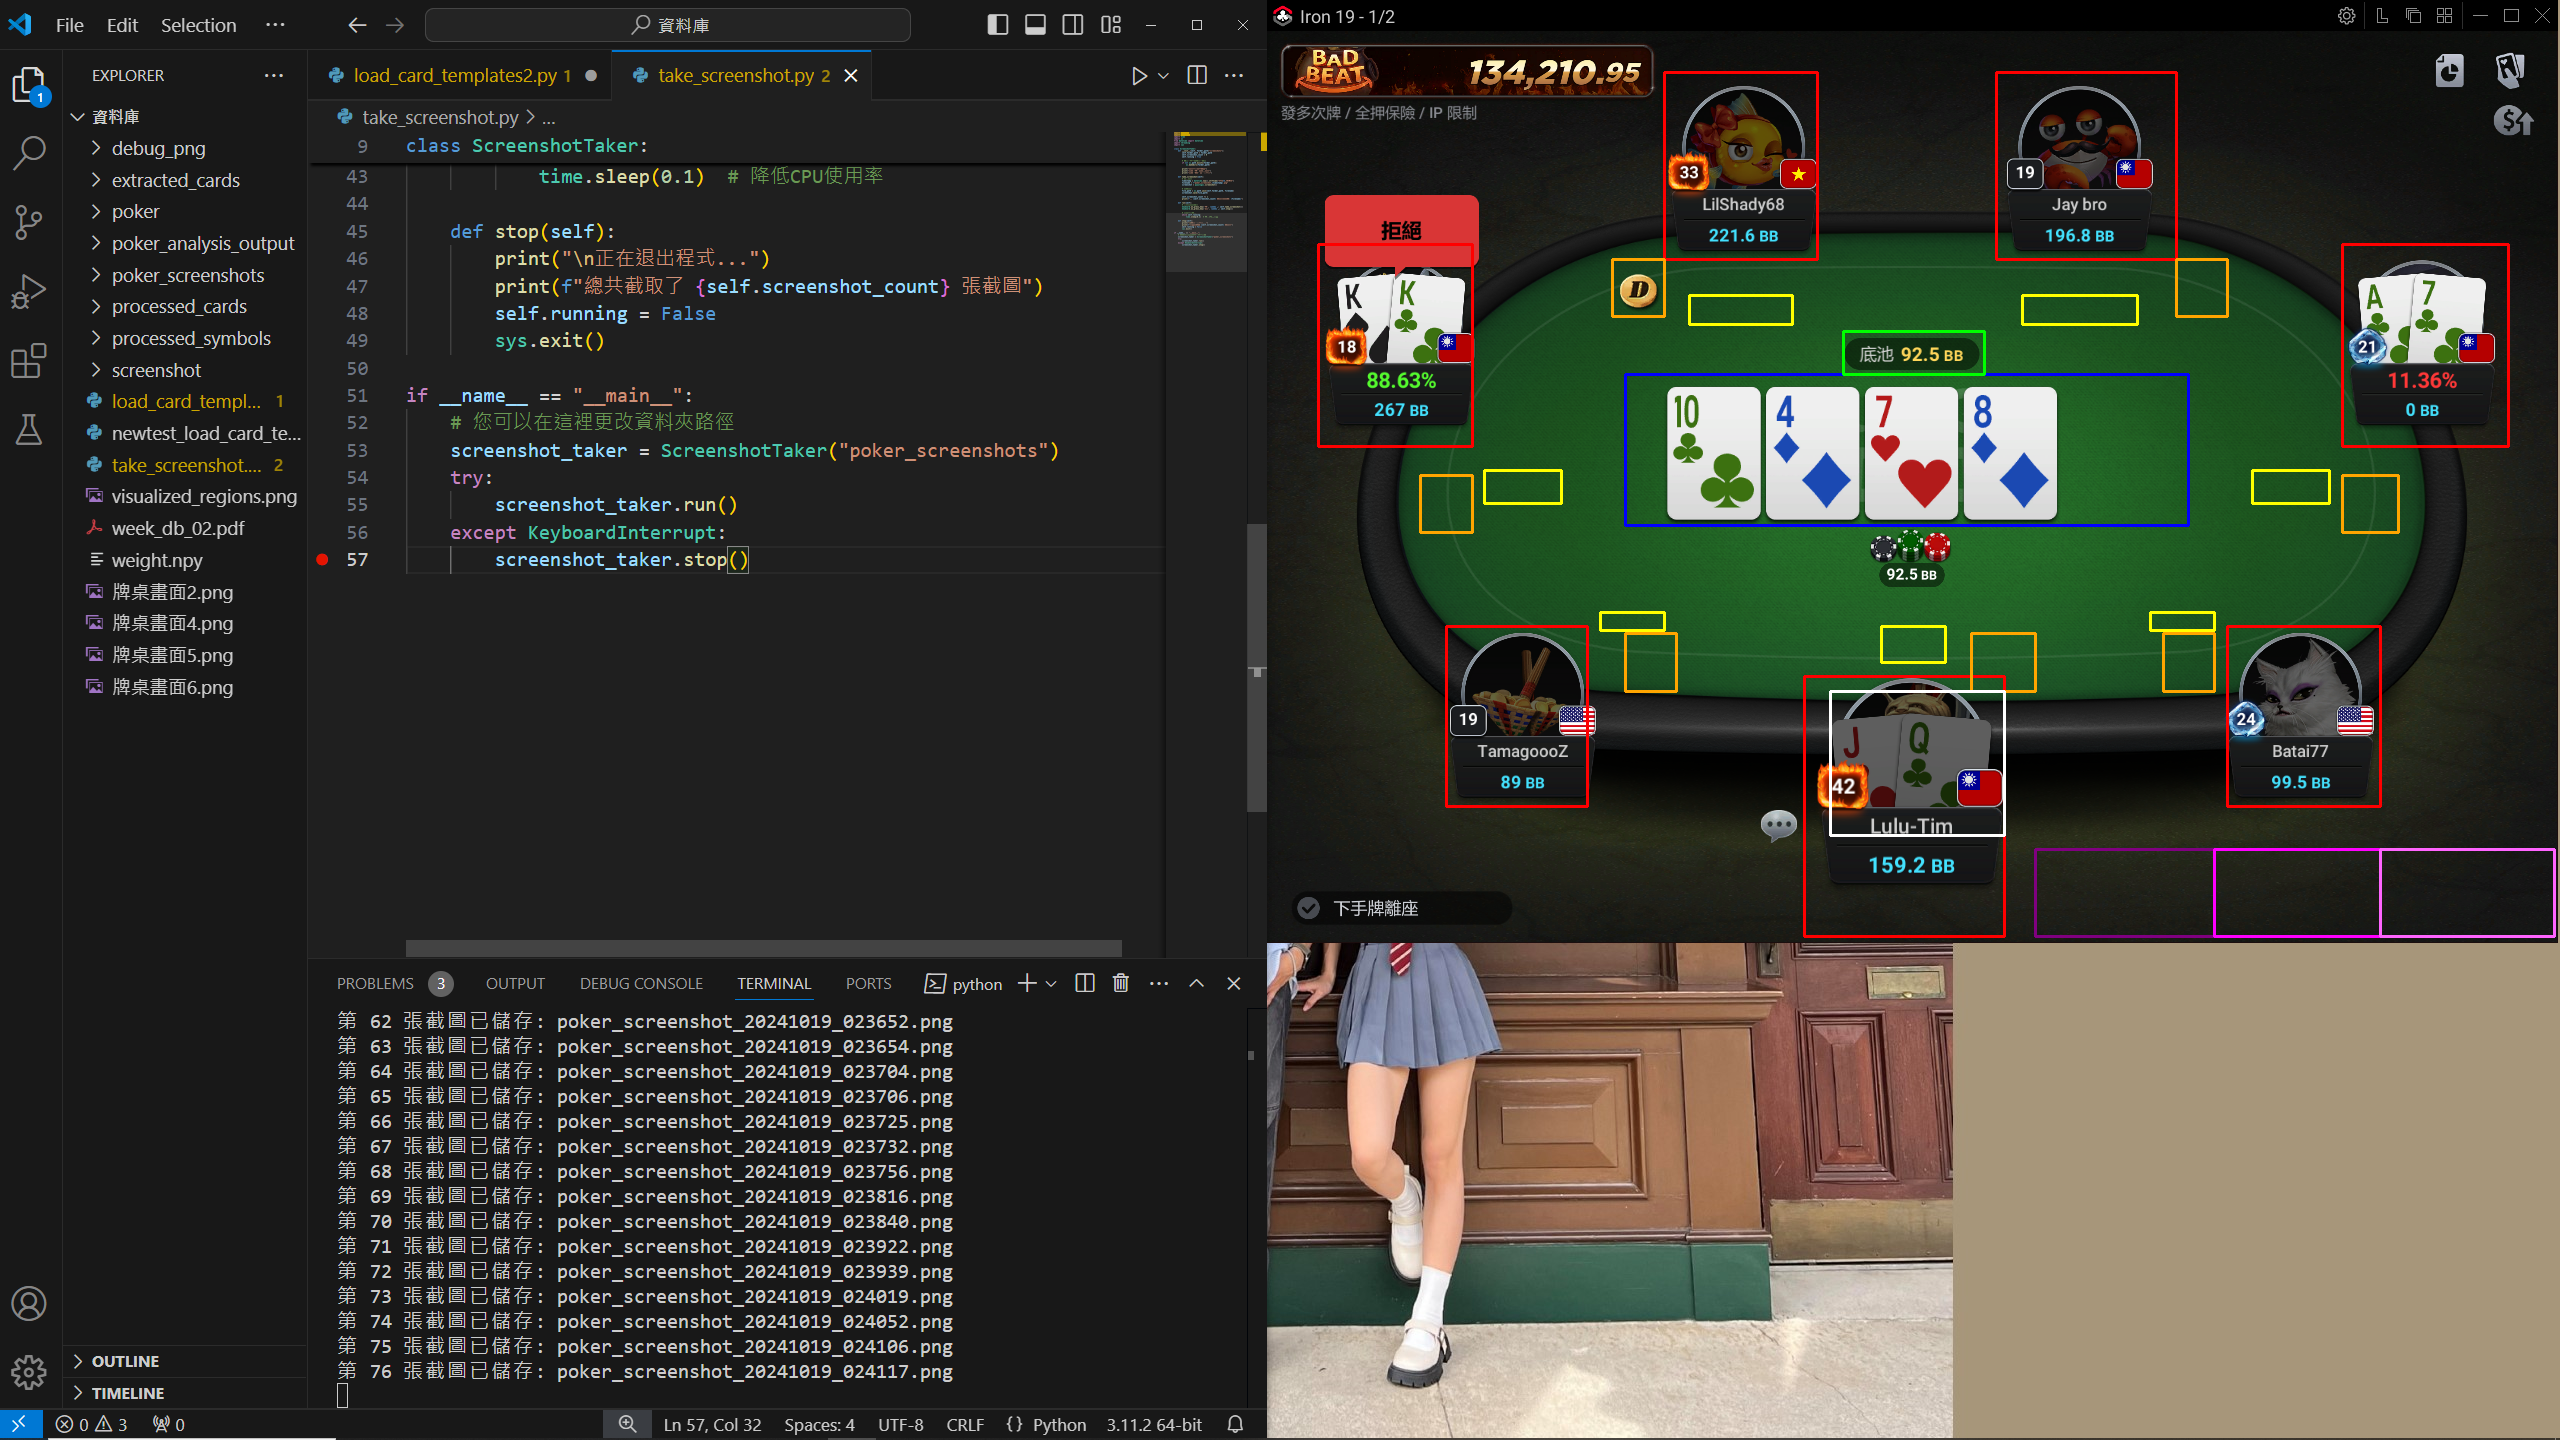 File Edit Selection ···
資料庫
EXPLORER ···
資料庫
debug_png
extracted_cards
poker
poker_analysis_output
poker_screenshots
processed_cards
processed_symbols
screenshot
load_card_templ... 1
newtest_load_card_te...
take_screenshot.... 2
visualized_regions.png
week_db_02.pdf
weight.npy
牌桌畫面2.png
牌桌畫面4.png
牌桌畫面5.png
牌桌畫面6.png
OUTLINE
TIMELINE
1
load_card_templates2.py 1
take_screenshot.py 2
take_screenshot.py > ...
9 class ScreenshotTaker:
43 time.sleep(0.1) # 降低CPU使用率
44
45 def stop(self):
46 print("\n正在退出程式...")
47 print(f"總共截取了 {self.screenshot_count} 張截圖")
48 self.running = False
49 sys.exit()
50
51 if __name__ == "__main__":
52 # 您可以在這裡更改資料夾路徑
53 screenshot_taker = ScreenshotTaker("poker_screenshots")
54 try:
55 screenshot_taker.run()
56 except KeyboardInterrupt:
57 screenshot_taker.stop()
PROBLEMS 3 OUTPUT DEBUG CONSOLE TERMINAL PORTS python
第 62 張截圖已儲存: poker_screenshot_20241019_023652.png
第 63 張截圖已儲存: poker_screenshot_20241019_023654.png
第 64 張截圖已儲存: poker_screenshot_20241019_023704.png
第 65 張截圖已儲存: poker_screenshot_20241019_023706.png
第 66 張截圖已儲存: poker_screenshot_20241019_023725.png
第 67 張截圖已儲存: poker_screenshot_20241019_023732.png
第 68 張截圖已儲存: poker_screenshot_20241019_023756.png
第 69 張截圖已儲存: poker_screenshot_20241019_023816.png
第 70 張截圖已儲存: poker_screenshot_20241019_023840.png
第 71 張截圖已儲存: poker_screenshot_20241019_023922.png
第 72 張截圖已儲存: poker_screenshot_20241019_023939.png
第 73 張截圖已儲存: poker_screenshot_20241019_024019.png
第 74 張截圖已儲存: poker_screenshot_20241019_024052.png
第 75 張截圖已儲存: poker_screenshot_20241019_024106.png
第 76 張截圖已儲存: poker_screenshot_20241019_024117.png
0 3 0 Ln 57, Col 32 Spaces: 4 UTF-8 CRLF {} Python 3.11.2 64-bit
Iron 19 - 1/2
BAD BEAT 134,210.95
發多次牌 / 全押保險 / IP 限制
33
LilShady68
221.6 BB
19
Jay bro
196.8 BB
拒絕
K K
18
88.63%
267 BB
D
A 7
21
11.36%
0 BB
底池 92.5 BB
10 4 7 8
92.5 BB
19
TamagoooZ
89 BB
J Q
42
Lulu-Tim
159.2 BB
24
Batai77
99.5 BB
下手牌離座